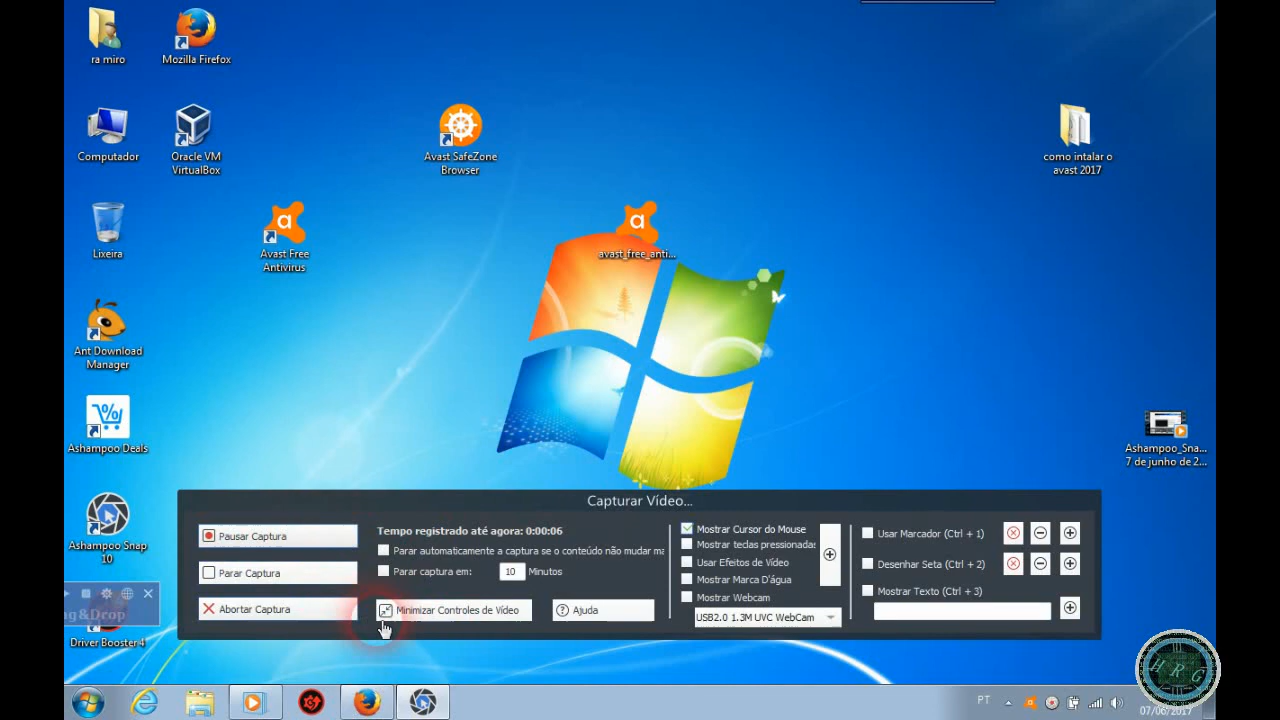 ra miro
Mozilla Firefox
Computador
Oracle VM
VirtualBox
Avast SafeZone
Browser
como intalar o
avast 2017
Lixeira
Avast Free
Antivirus
avast_free_anti...
Ant Download
Manager
Ashampoo Deals
Ashampoo_Sna...
7 de junho de 2...
Ashampoo Snap
10
Driver Booster 4
Capturar Vídeo...
Pausar Captura
Parar Captura
Abortar Captura
Tempo registrado até agora: 0:00:06
Parar automaticamente a captura se o conteúdo não mudar ma
Parar captura em:
10
Minutos
Minimizar Controles de Vídeo
Ajuda
Mostrar Cursor do Mouse
Mostrar teclas pressionadas
Usar Efeitos de Vídeo
Mostrar Marca D'água
Mostrar Webcam
USB2.0 1.3M UVC WebCam
Usar Marcador (Ctrl + 1)
Desenhar Seta (Ctrl + 2)
Mostrar Texto (Ctrl + 3)
PT
07/06/2017
H R G